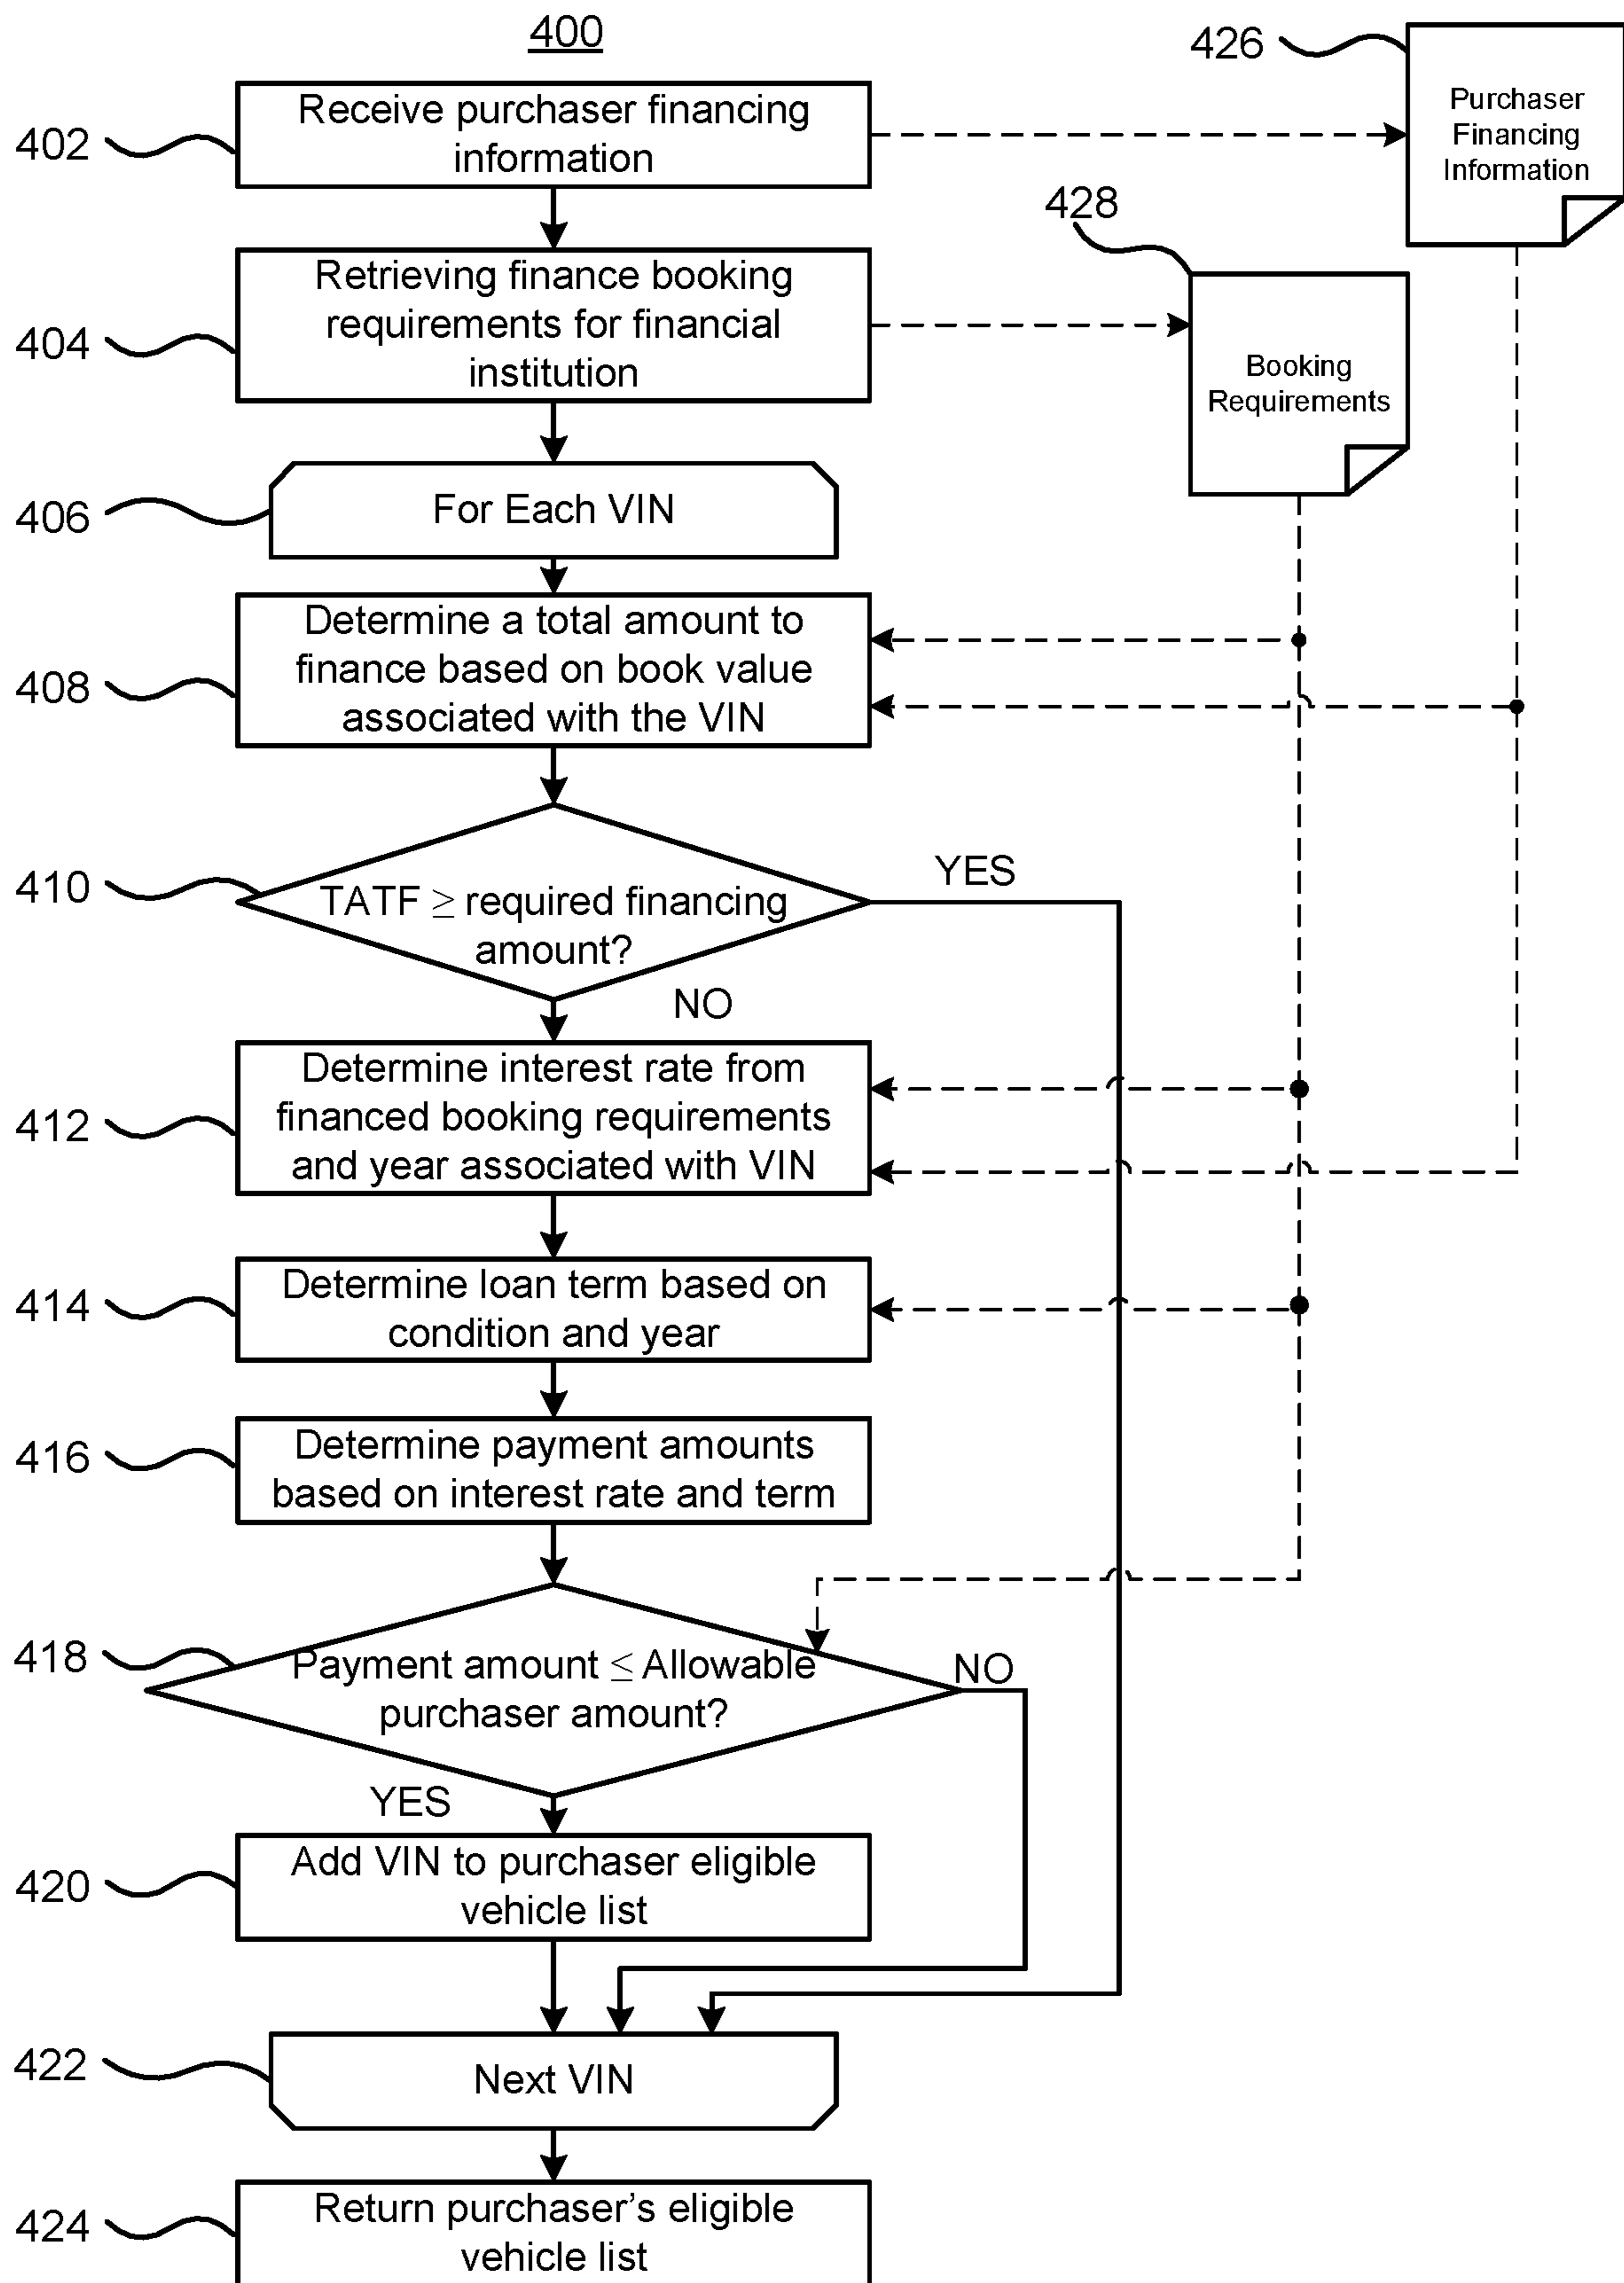 400
426
Purchaser
Financing
Information
402
Receive purchaser financing
information
428
404
Retrieving finance booking
requirements for financial
institution
Booking
Requirements
406
For Each VIN
408
Determine a total amount to
finance based on book value
associated with the VIN
410
TATF ≥ required financing
amount?
YES
NO
412
Determine interest rate from
financed booking requirements
and year associated with VIN
414
Determine loan term based on
condition and year
416
Determine payment amounts
based on interest rate and term
418
Payment amount ≤ Allowable
purchaser amount?
NO
YES
420
Add VIN to purchaser eligible
vehicle list
422
Next VIN
424
Return purchaser's eligible
vehicle list